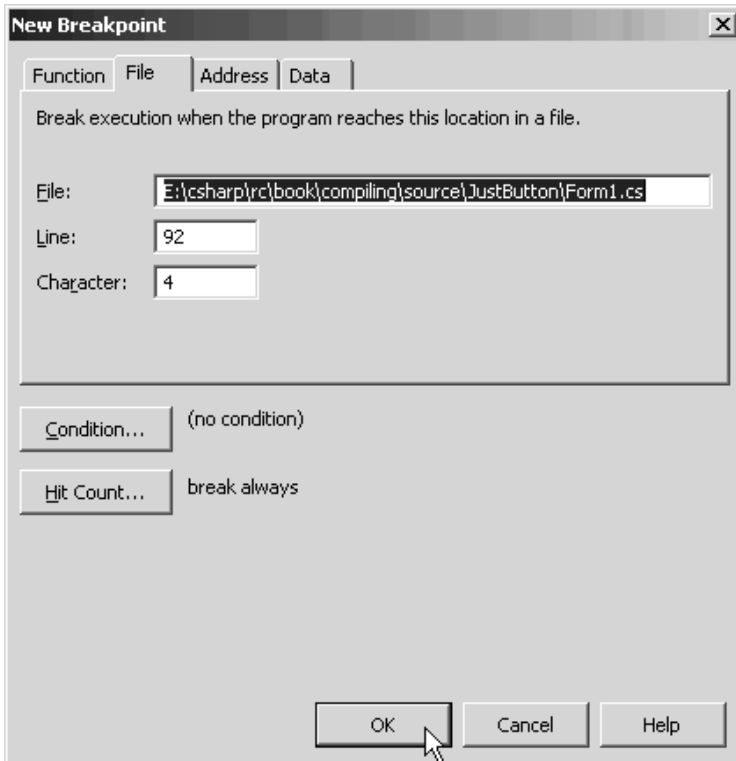 New Breakpoint
Function File Address Data
Break execution when the program reaches this location in a file.
File: E:\csharp\rc\book\compiling\source\JustButton\Form1.cs
Line: 92
Character: 4
Condition... (no condition)
Hit Count... break always
OK Cancel Help